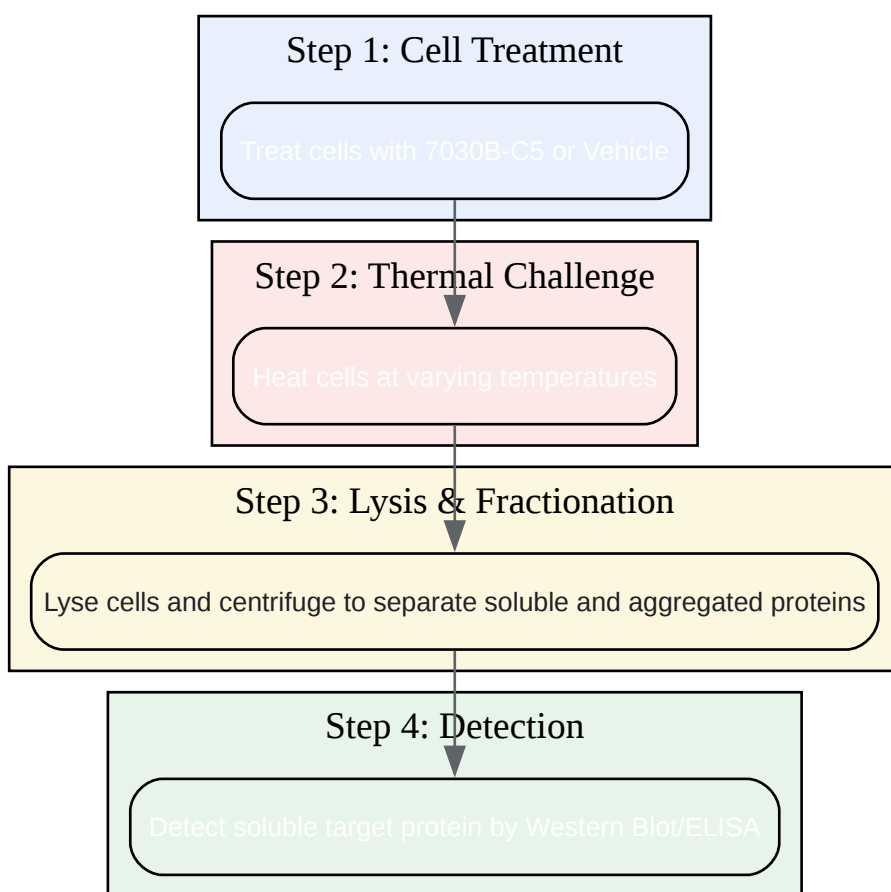 Step 1: Cell Treatment
Treat cells with 7030B-C5 or Vehicle
Step 2: Thermal Challenge
Heat cells at varying temperatures
Step 3: Lysis & Fractionation
Lyse cells and centrifuge to separate soluble and aggregated proteins
Step 4: Detection
Detect soluble target protein by Western Blot/ELISA